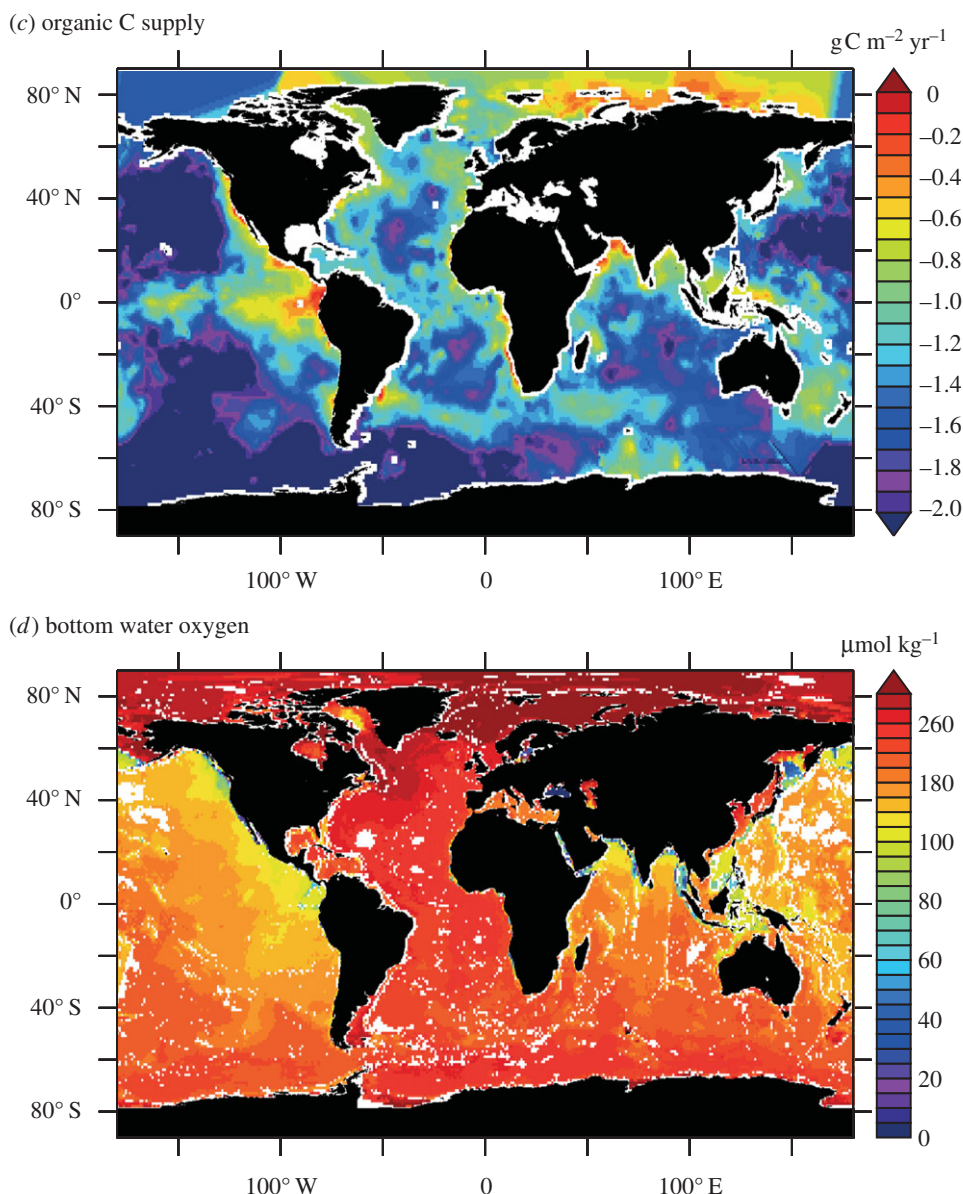 (c) organic C supply
gC m⁻² yr⁻¹
80° N
40° N
0°
40° S
80° S
0
–0.2
–0.4
–0.6
–0.8
–1.0
–1.2
–1.4
–1.6
–1.8
–2.0
100° W
0
100° E
(d) bottom water oxygen
µmol kg⁻¹
80° N
40° N
0°
40° S
80° S
260
180
100
80
60
40
20
0
100° W
0
100° E